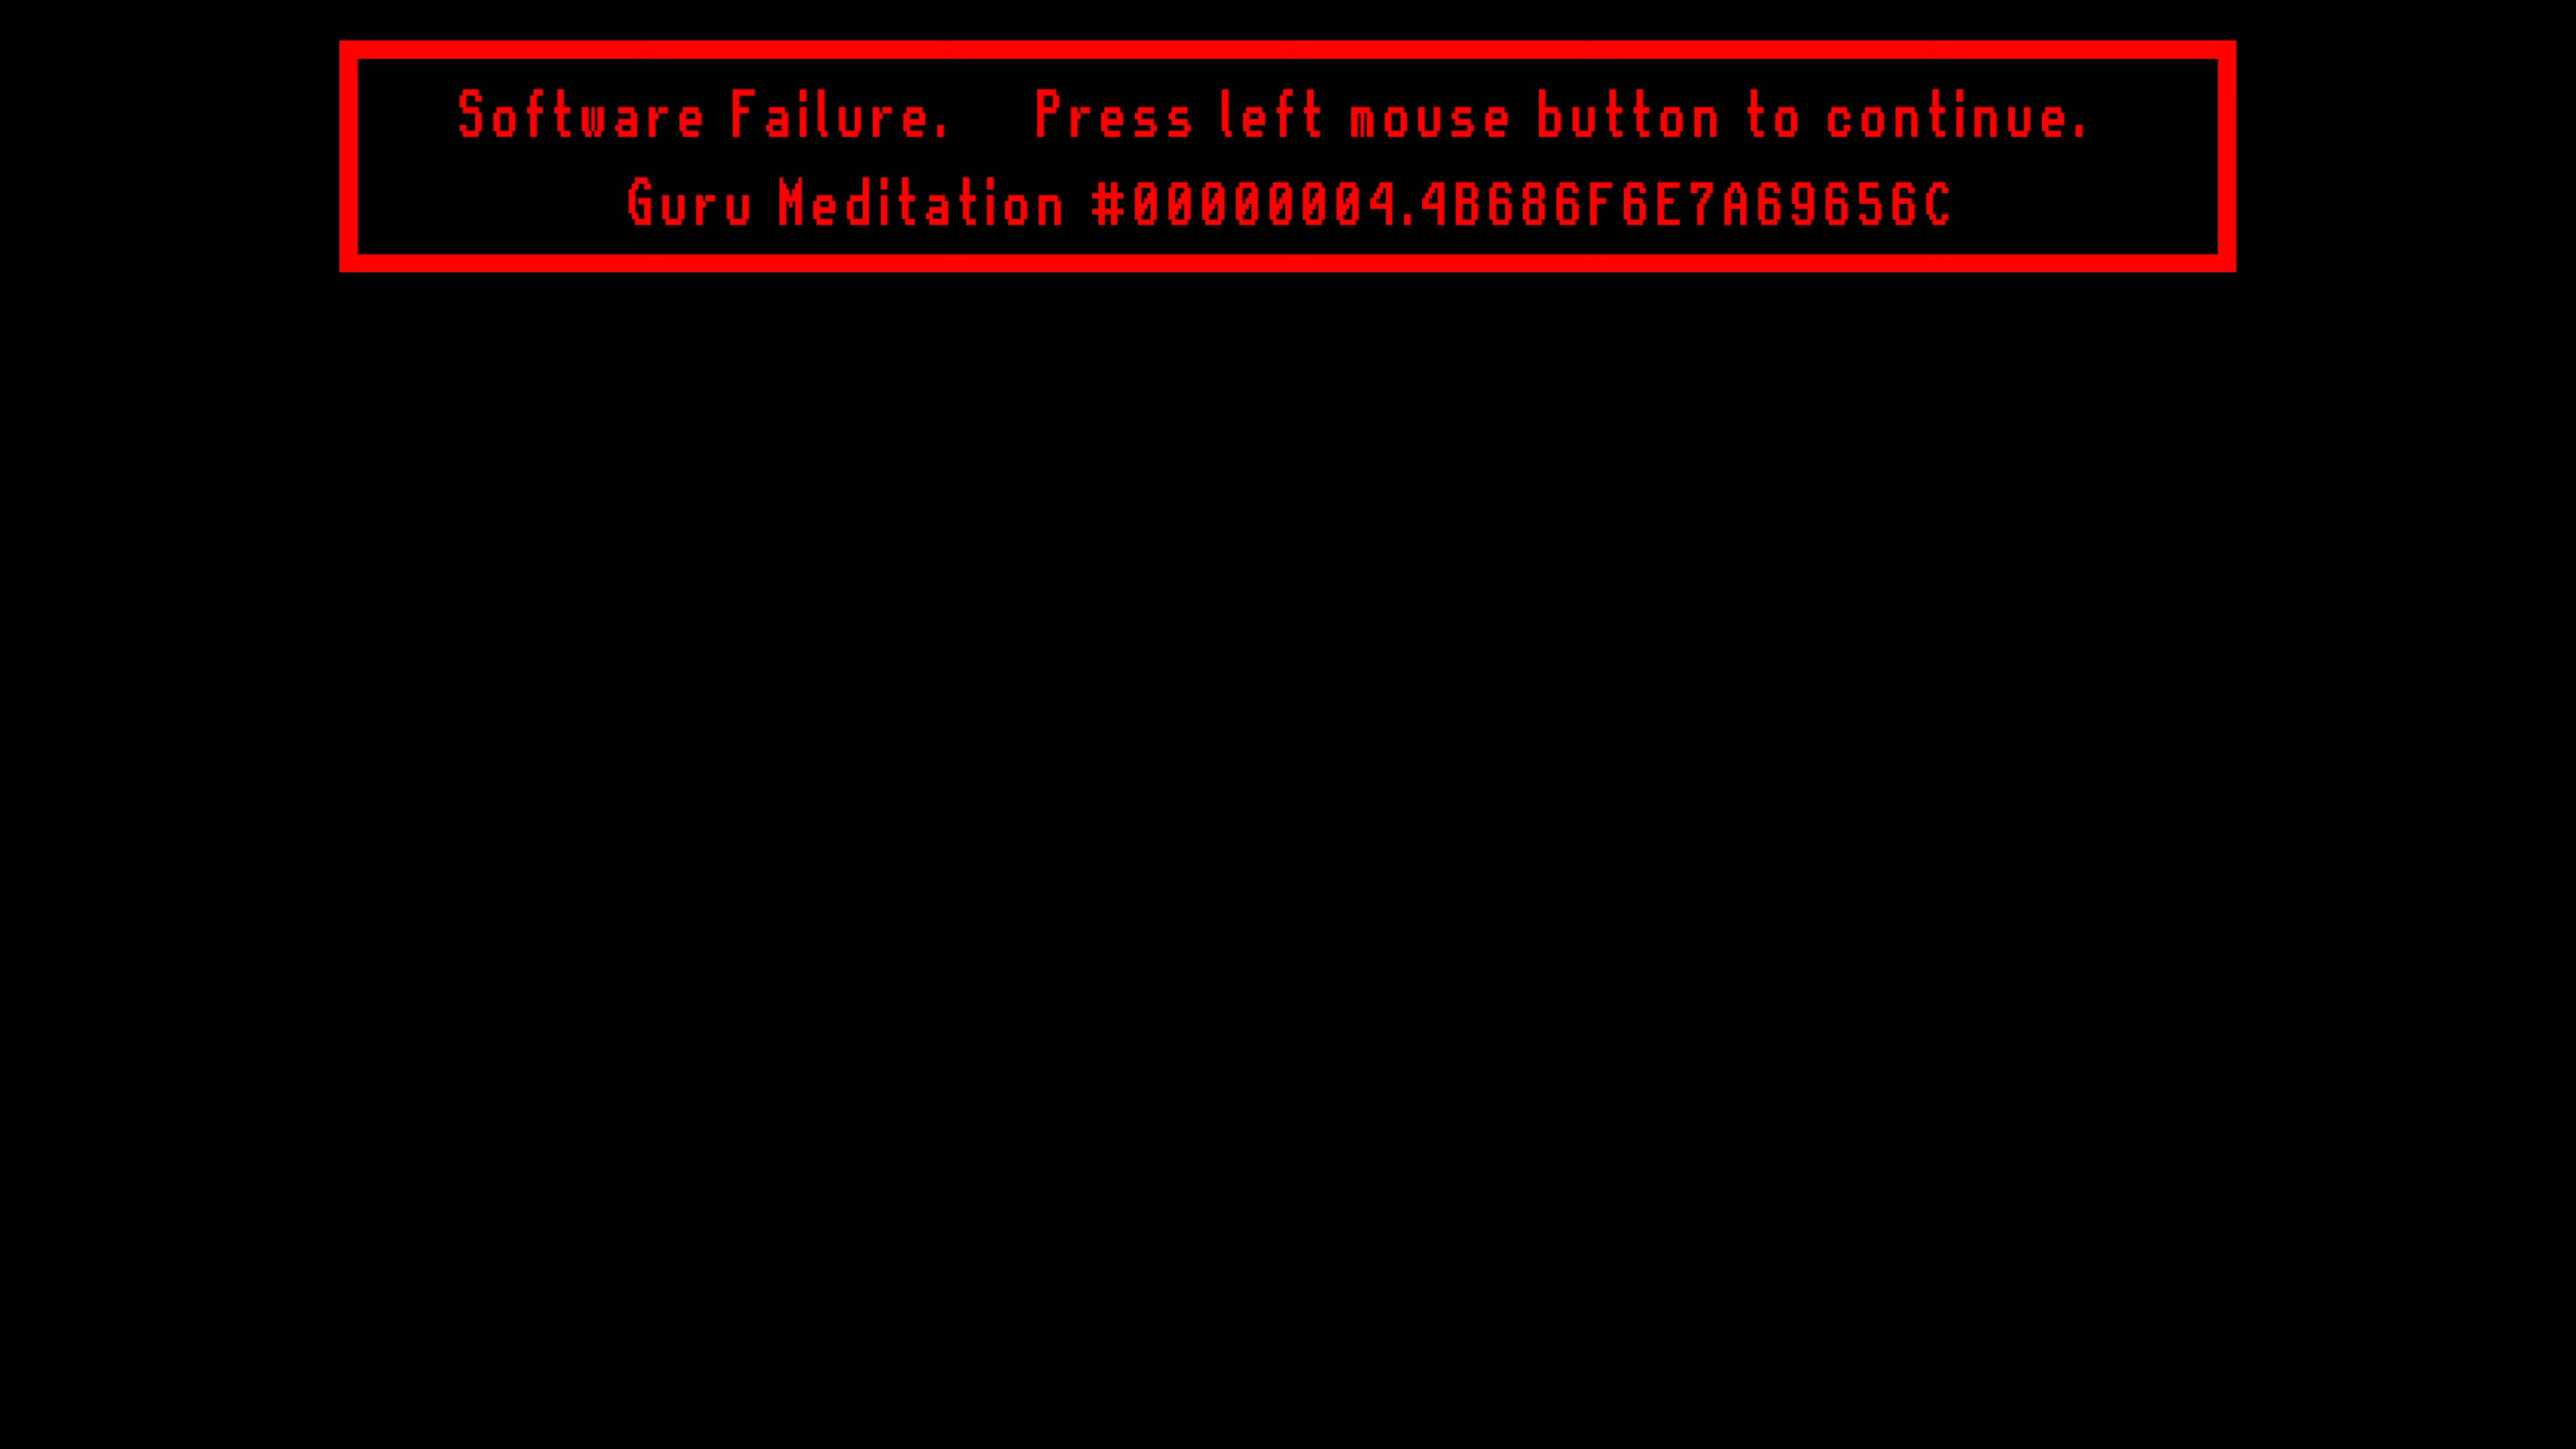 Software Failure.   Press left mouse button to continue.
Guru Meditation #00000004.4B686F6E7A69656C